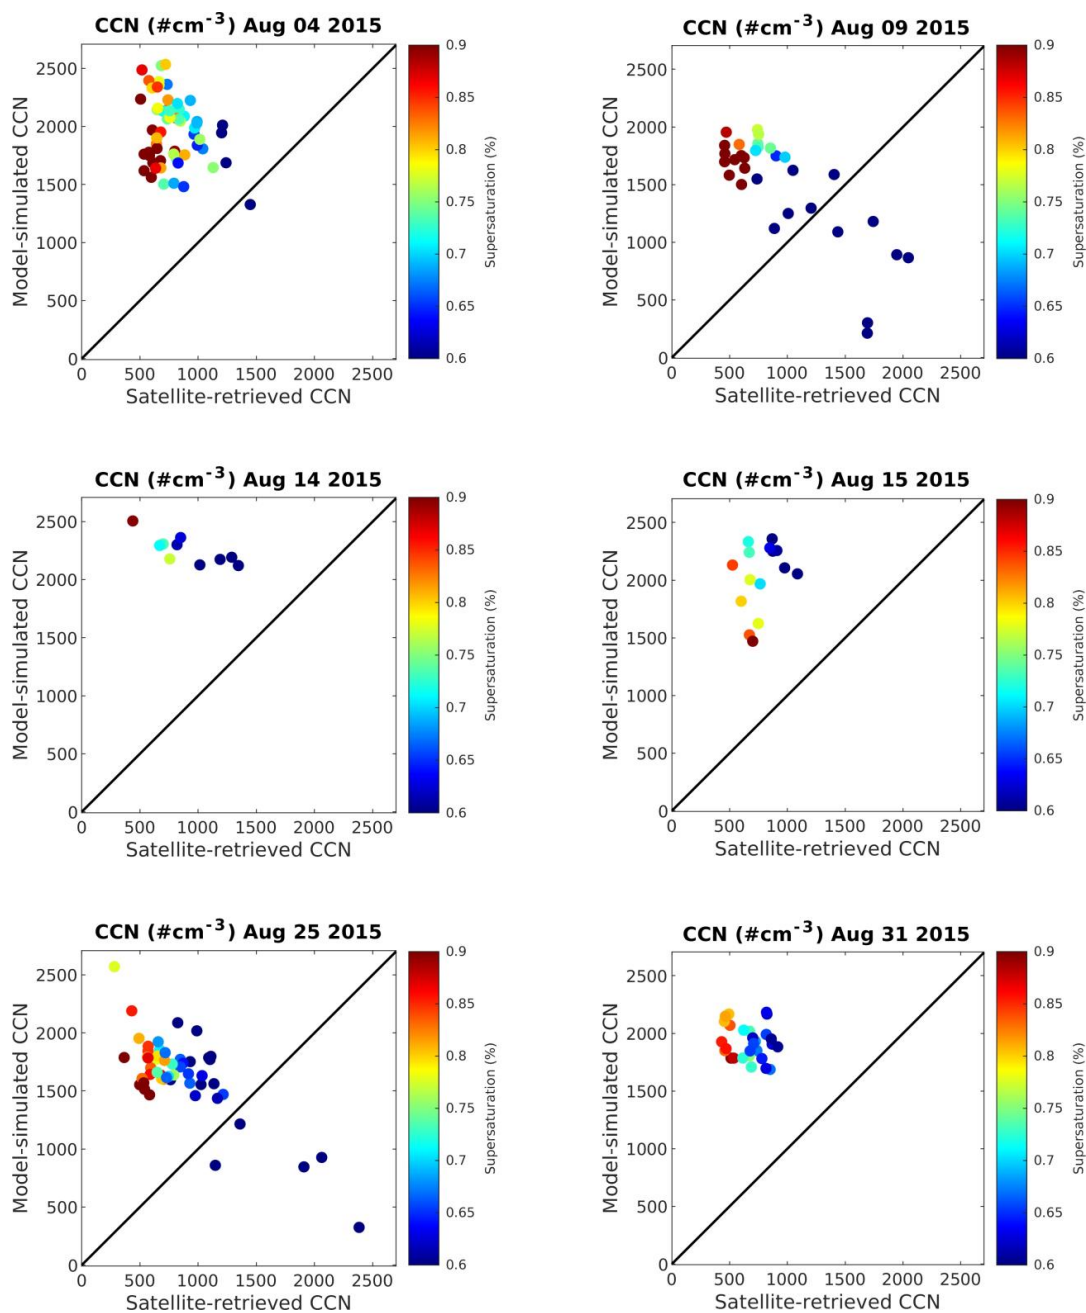 CCN (#cm⁻³) Aug 04 2015
2500
2000
1500
1000
500
0
Model-simulated CCN
0 500 1000 1500 2000 2500
Satellite-retrieved CCN
0.9
0.85
0.8
0.75
0.7
0.65
0.6
Supersaturation (%)
CCN (#cm⁻³) Aug 09 2015
2500
2000
1500
1000
500
0
Model-simulated CCN
0 500 1000 1500 2000 2500
Satellite-retrieved CCN
0.9
0.85
0.8
0.75
0.7
0.65
0.6
Supersaturation (%)
CCN (#cm⁻³) Aug 14 2015
2500
2000
1500
1000
500
0
Model-simulated CCN
0 500 1000 1500 2000 2500
Satellite-retrieved CCN
0.9
0.85
0.8
0.75
0.7
0.65
0.6
Supersaturation (%)
CCN (#cm⁻³) Aug 15 2015
2500
2000
1500
1000
500
0
Model-simulated CCN
0 500 1000 1500 2000 2500
Satellite-retrieved CCN
0.9
0.85
0.8
0.75
0.7
0.65
0.6
Supersaturation (%)
CCN (#cm⁻³) Aug 25 2015
2500
2000
1500
1000
500
0
Model-simulated CCN
0 500 1000 1500 2000 2500
Satellite-retrieved CCN
0.9
0.85
0.8
0.75
0.7
0.65
0.6
Supersaturation (%)
CCN (#cm⁻³) Aug 31 2015
2500
2000
1500
1000
500
0
Model-simulated CCN
0 500 1000 1500 2000 2500
Satellite-retrieved CCN
0.9
0.85
0.8
0.75
0.7
0.65
0.6
Supersaturation (%)